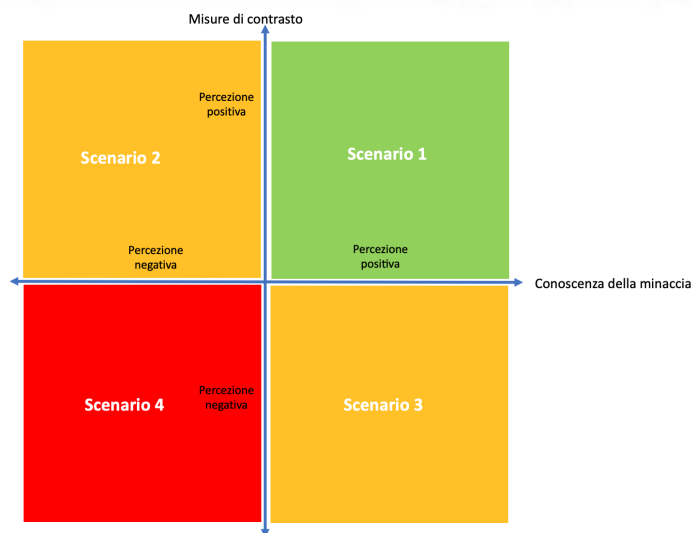 Misure di contrasto
Percezione
positiva
Scenario 2
Scenario 1
Percezione
negativa
Percezione
positiva
Conoscenza della minaccia
Percezione
negativa
Scenario 4
Scenario 3